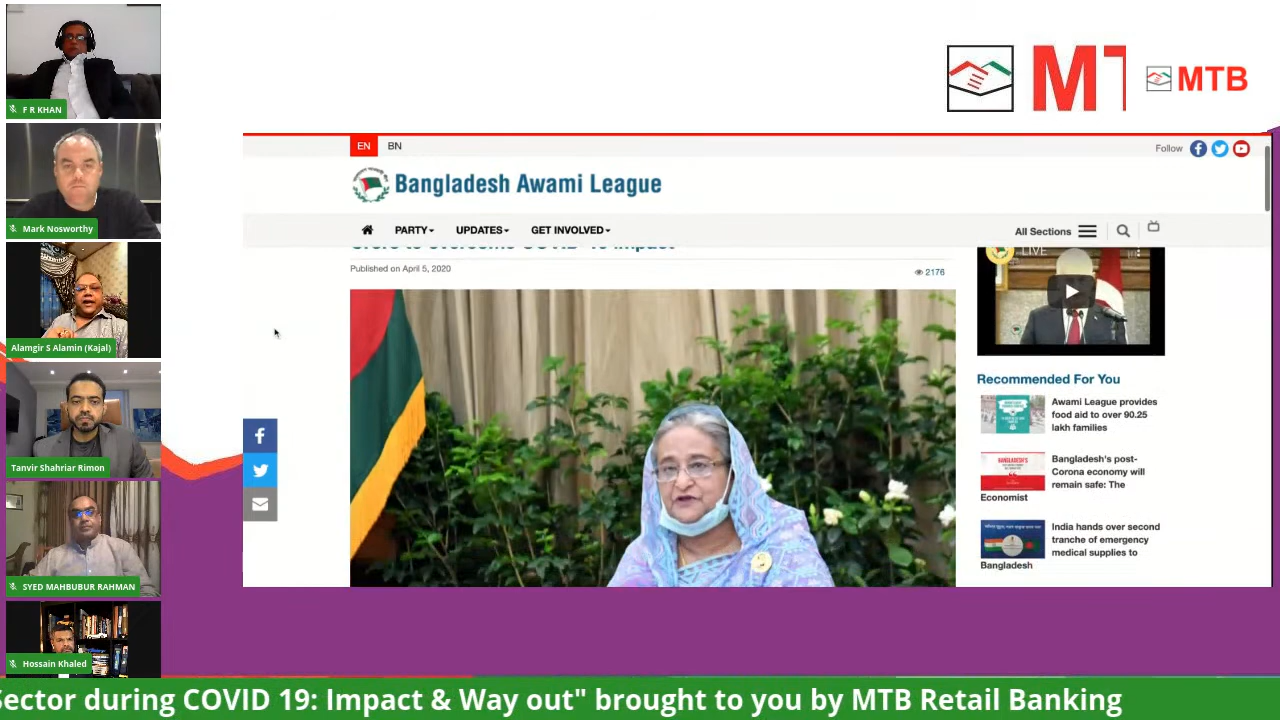 F R KHAN
Mark Nosworthy
Alamgir S Alamin (Kajal)
Tanvir Shahriar Rimon
SYED MAHBUBUR RAHMAN
Hossain Khaled
MTB
EN BN
Follow
Bangladesh Awami League
PARTY UPDATES GET INVOLVED
All Sections
Published on April 5, 2020
2176
LIVE
Recommended For You
Awami League provides
food aid to over 90.25
lakh families
Bangladesh's post-
Corona economy will
remain safe: The
Economist
India hands over second
tranche of emergency
medical supplies to
Bangladesh
Sector during COVID 19: Impact & Way out" brought to you by MTB Retail Banking